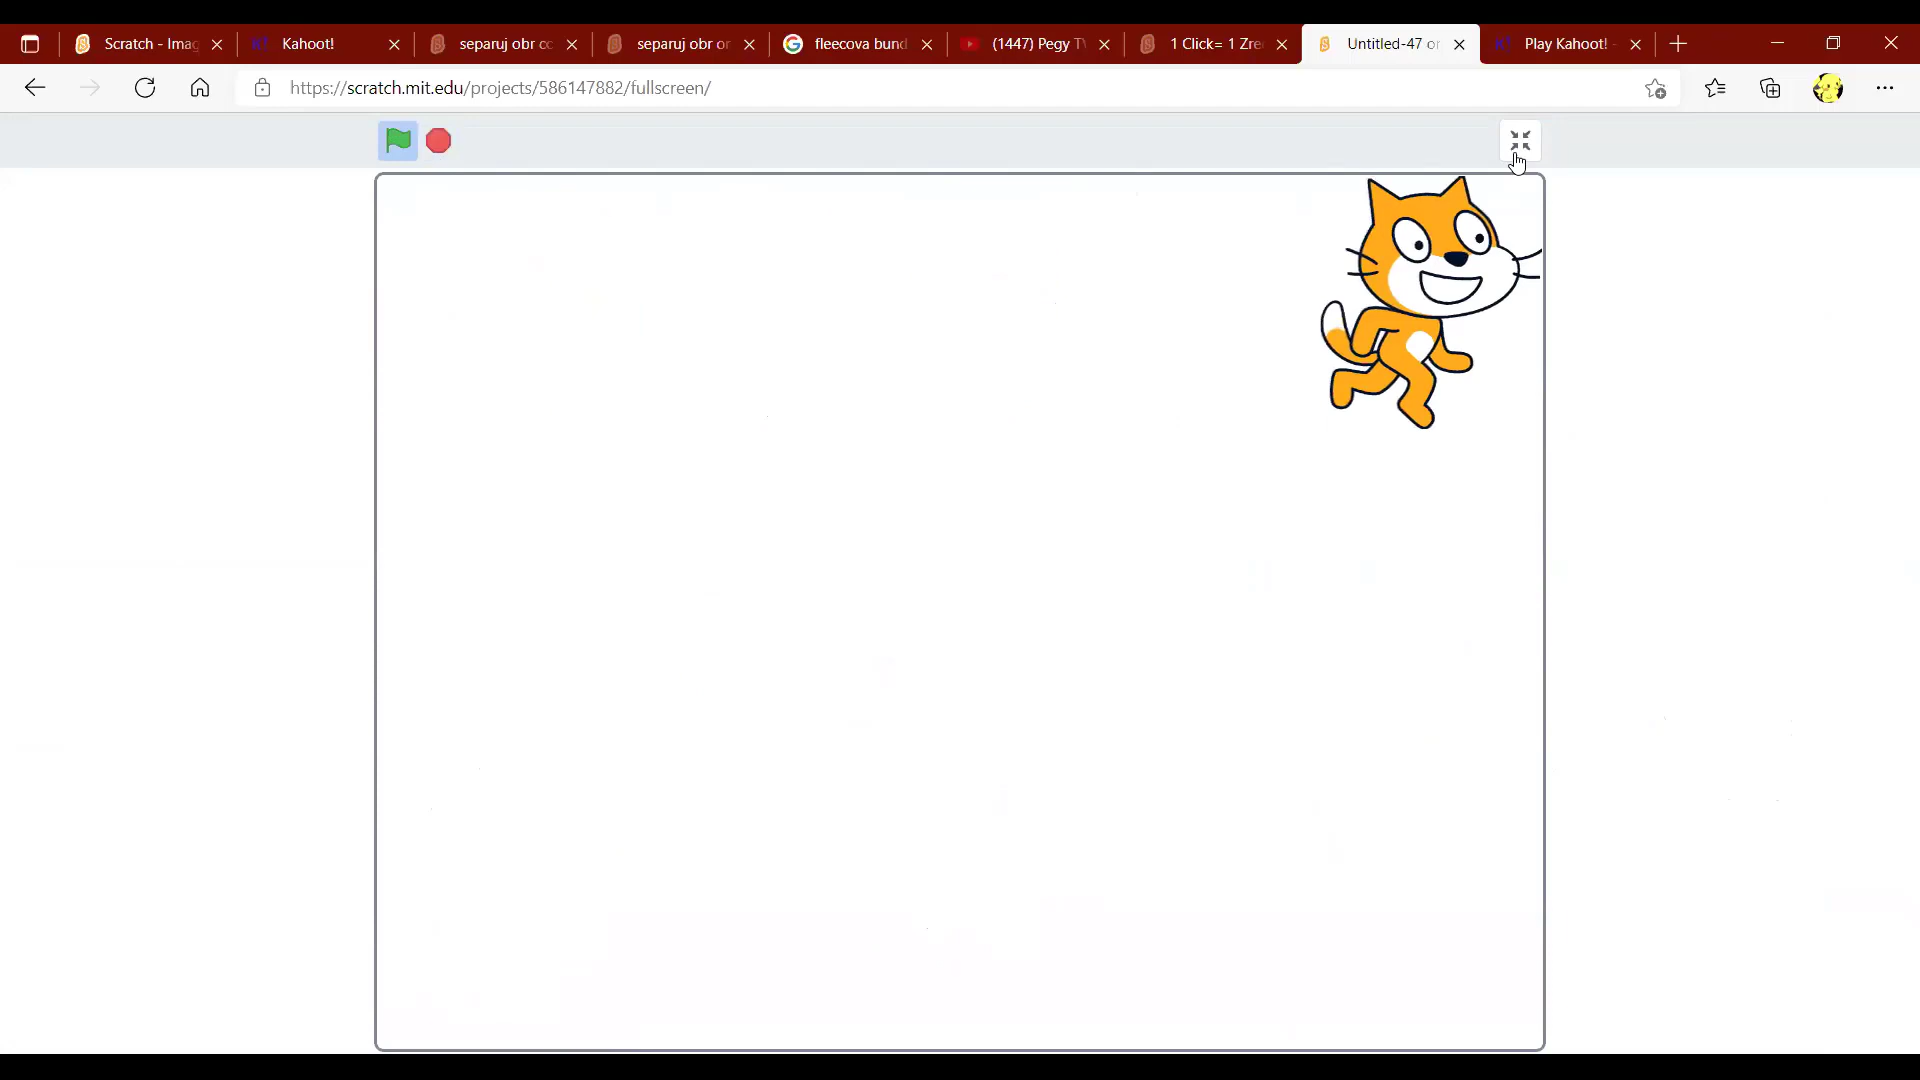 Scratch - Imag
Kahoot!
separuj obr co
separuj obr or
fleecova bund
(1447) Pegy T
1 Click= 1 Zre
Untitled-47 or
Play Kahoot! -
https://scratch.mit.edu/projects/586147882/fullscreen/